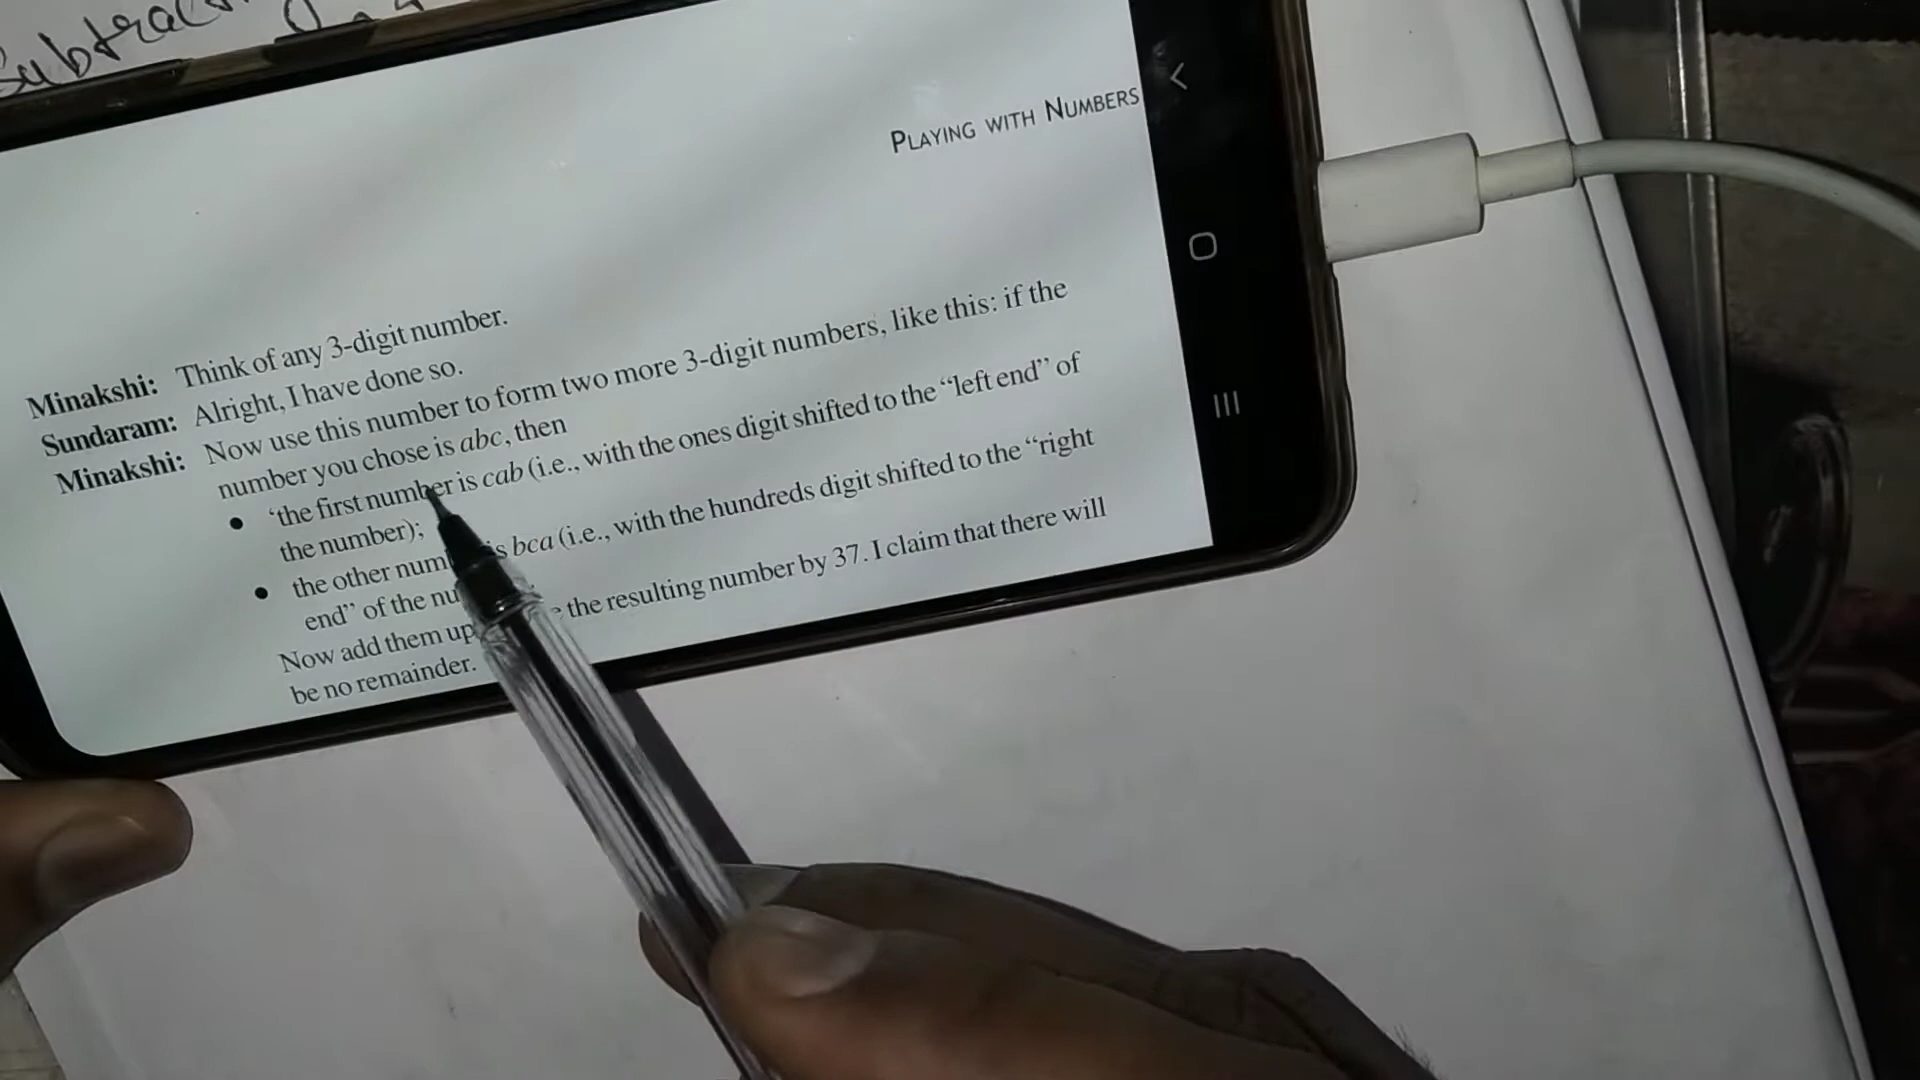 Subtra
PLAYING WITH NUMBERS
Minakshi: Think of any 3-digit number.
Sundaram: Alright, I have done so.
Minakshi: Now use this number to form two more 3-digit numbers, like this: if the
number you chose is abc, then
• ‘the first number is cab (i.e., with the ones digit shifted to the “left end” of
the number);
• the other num is bca (i.e., with the hundreds digit shifted to the “right
end” of the nu
Now add them up the resulting number by 37. I claim that there will
be no remainder.